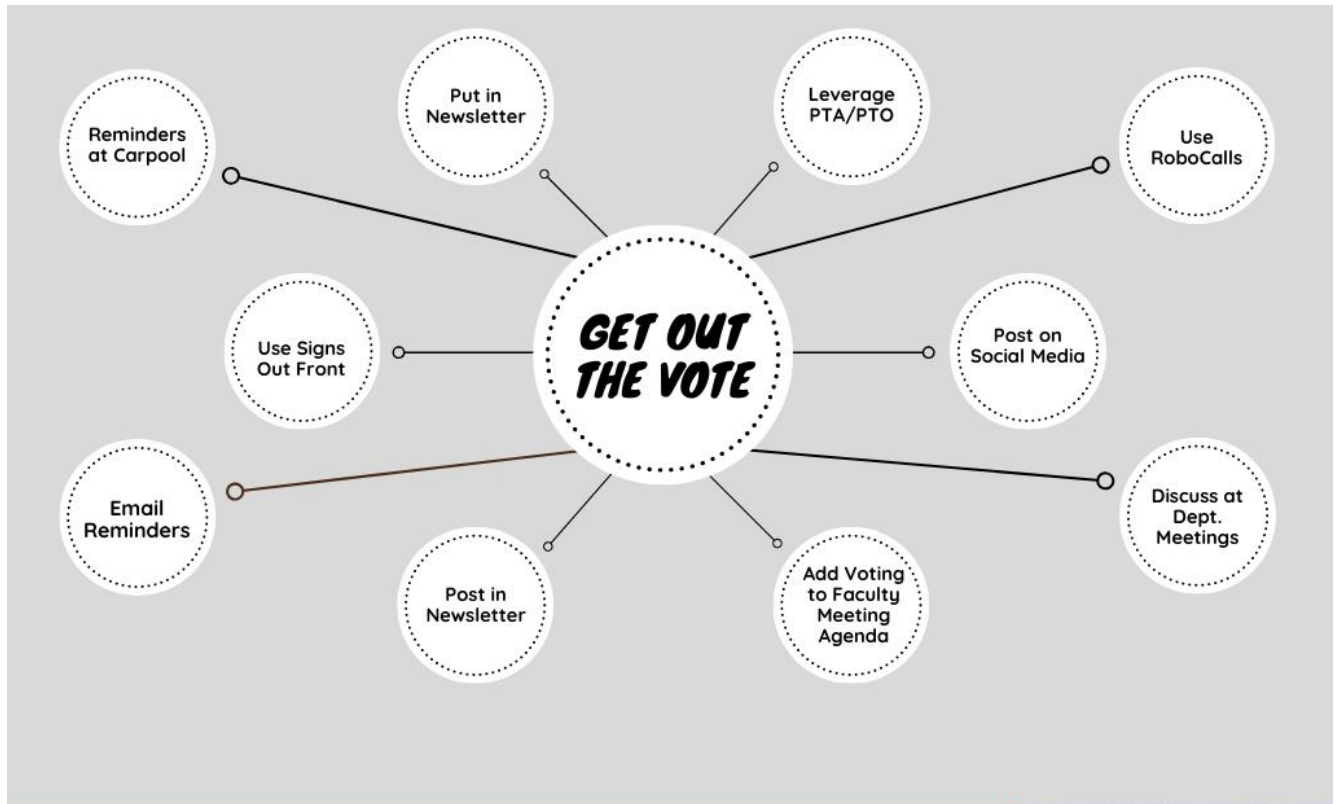 Put in
Newsletter
Leverage
PTA/PTO
Reminders
at Carpool
Use
RoboCalls
GET OUT
THE VOTE
Use Signs
Out Front
Post on
Social Media
Email
Reminders
Discuss at
Dept.
Meetings
Post in
Newsletter
Add Voting
to Faculty
Meeting
Agenda